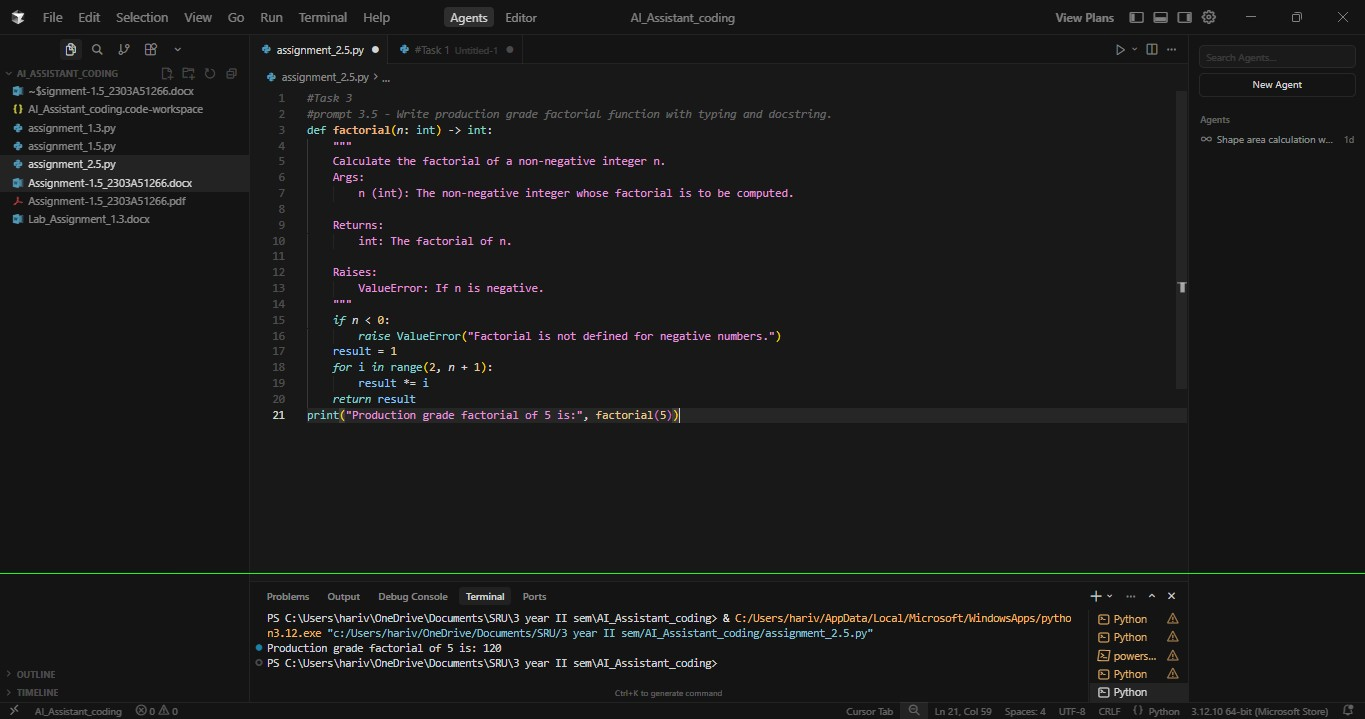 File Edit Selection View Go Run Terminal Help Agents Editor AI_Assistant_coding View Plans
AI_ASSISTANT_CODING
~$signment-1.5_2303A51266.docx
AI_Assistant_coding.code-workspace
assignment_1.3.py
assignment_1.5.py
assignment_2.5.py
Assignment-1.5_2303A51266.docx
Assignment-1.5_2303A51266.pdf
Lab_Assignment_1.3.docx
OUTLINE
TIMELINE
assignment_2.5.py #Task 1 Untitled-1
assignment_2.5.py > ...
1 #Task 3
2 #prompt 3.5 - Write production grade factorial function with typing and docstring.
3 def factorial(n: int) -> int:
4 """
5 Calculate the factorial of a non-negative integer n.
6 Args:
7 n (int): The non-negative integer whose factorial is to be computed.
8
9 Returns:
10 int: The factorial of n.
11
12 Raises:
13 ValueError: If n is negative.
14 """
15 if n < 0:
16 raise ValueError("Factorial is not defined for negative numbers.")
17 result = 1
18 for i in range(2, n + 1):
19 result *= i
20 return result
21 print("Production grade factorial of 5 is:", factorial(5))
Search Agents...
New Agent
Agents
Shape area calculation w... 1d
Problems Output Debug Console Terminal Ports
PS C:\Users\hariv\OneDrive\Documents\SRU\3 year II sem\AI_Assistant_coding> & C:/Users/hariv/AppData/Local/Microsoft/WindowsApps/pytho
n3.12.exe "c:/Users/hariv/OneDrive/Documents/SRU/3 year II sem/AI_Assistant_coding/assignment_2.5.py"
Production grade factorial of 5 is: 120
PS C:\Users\hariv\OneDrive\Documents\SRU\3 year II sem\AI_Assistant_coding>
Ctrl+K to generate command
Python
Python
powers...
Python
Python
AI_Assistant_coding 0 0 Cursor Tab Ln 21, Col 59 Spaces: 4 UTF-8 CRLF {} Python 3.12.10 64-bit (Microsoft Store)